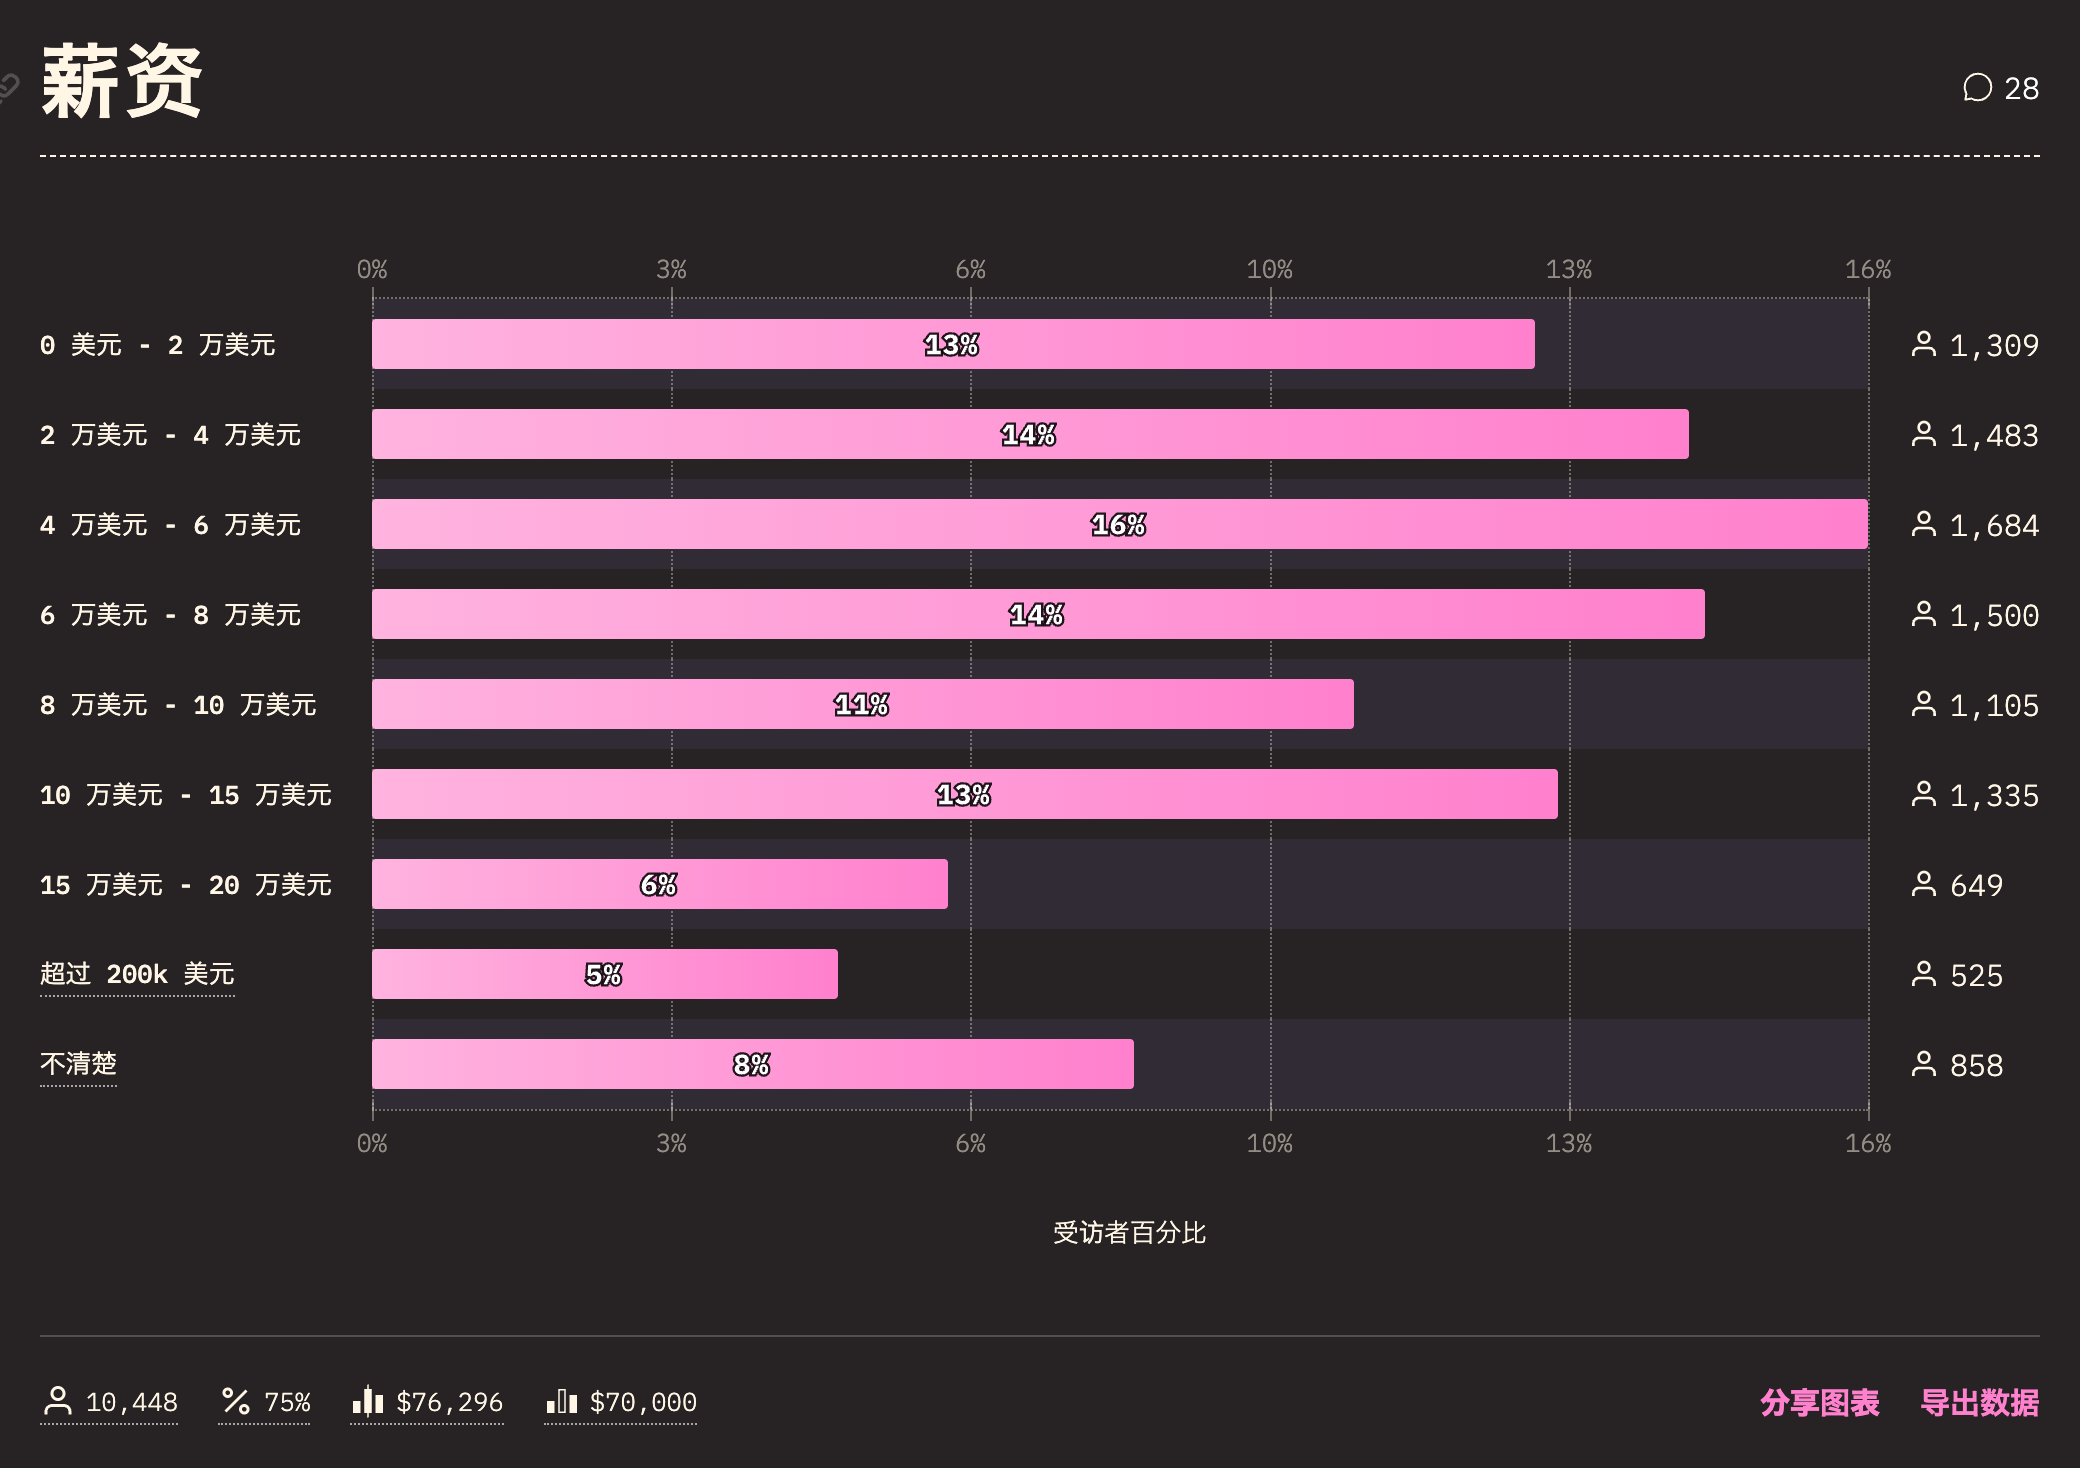 薪资
28
0% 3% 6% 10% 13% 16%
0 美元 - 2 万美元 13% 1,309
2 万美元 - 4 万美元 14% 1,483
4 万美元 - 6 万美元 16% 1,684
6 万美元 - 8 万美元 14% 1,500
8 万美元 - 10 万美元 11% 1,105
10 万美元 - 15 万美元 13% 1,335
15 万美元 - 20 万美元 6% 649
超过 200k 美元 5% 525
不清楚 8% 858
0% 3% 6% 10% 13% 16%
受访者百分比
10,448 75% $76,296 $70,000 分享图表 导出数据